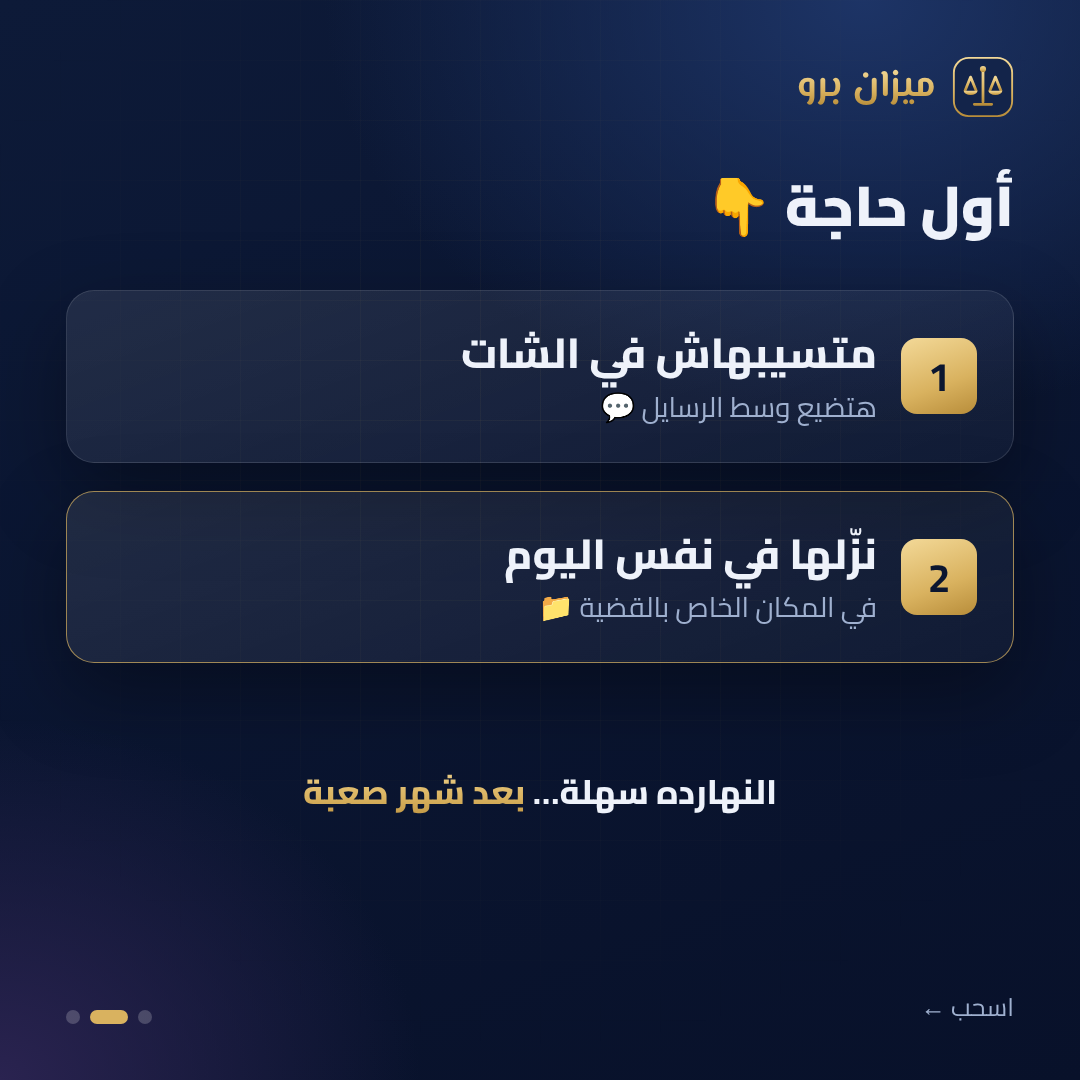 ميزان برو
أول حاجة 👇
1
متسيبهاش في الشات
هتضيع وسط الرسايل 💬
2
نزّلها في نفس اليوم
في المكان الخاص بالقضية 📁
النهارده سهلة... بعد شهر صعبة
اسحب ←